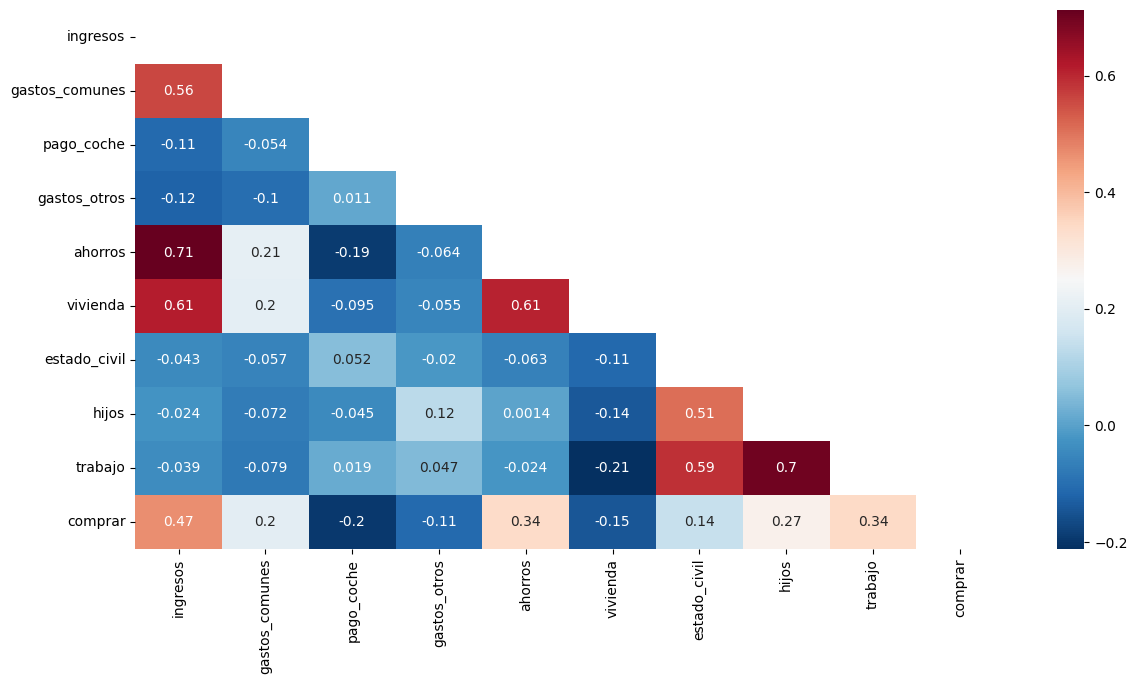 ingresos
gastos_comunes 0.56
pago_coche -0.11 -0.054
gastos_otros -0.12 -0.1 0.011
ahorros 0.71 0.21 -0.19 -0.064
vivienda 0.61 0.2 -0.095 -0.055 0.61
estado_civil -0.043 -0.057 0.052 -0.02 -0.063 -0.11
hijos -0.024 -0.072 -0.045 0.12 0.0014 -0.14 0.51
trabajo -0.039 -0.079 0.019 0.047 -0.024 -0.21 0.59 0.7
comprar 0.47 0.2 -0.2 -0.11 0.34 -0.15 0.14 0.27 0.34
ingresos
gastos_comunes
pago_coche
gastos_otros
ahorros
vivienda
estado_civil
hijos
trabajo
comprar
0.6
0.4
0.2
0.0
−0.2